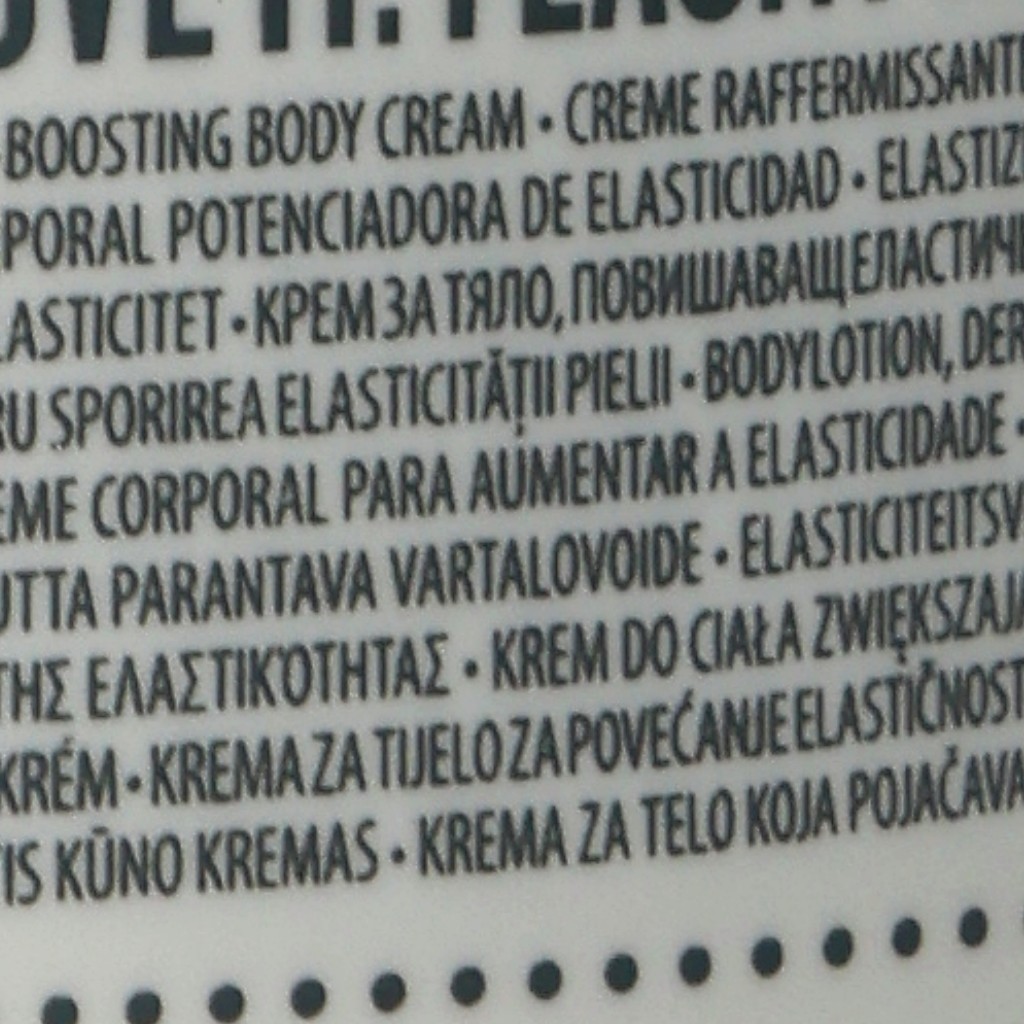 BOOSTING BODY CREAM • CREME RAFFERMISSANT
PORAL POTENCIADORA DE ELASTICIDAD • ELASTIZ
LASTICITET • КРЕМ ЗА ТЯЛО, ПОВИШАВАЩ ЕЛАСТИЧ
RU SPORIREA ELASTICITĂȚII PIELII • BODYLOTION, DER
EME CORPORAL PARA AUMENTAR A ELASTICIDADE •
UTTA PARANTAVA VARTALOVOIDE • ELASTICITEITSV
ΤΗΣ ΕΛΑΣΤΙΚΌΤΗΤΑΣ • KREM DO CIAŁA ZWIĘKSZAJ
KRÉM • KREMA ZA TIJELO ZA POVEĆANJE ELASTIČNOST
TIS KŪNO KREMAS • KREMA ZA TELO KOJA POJAČAVA